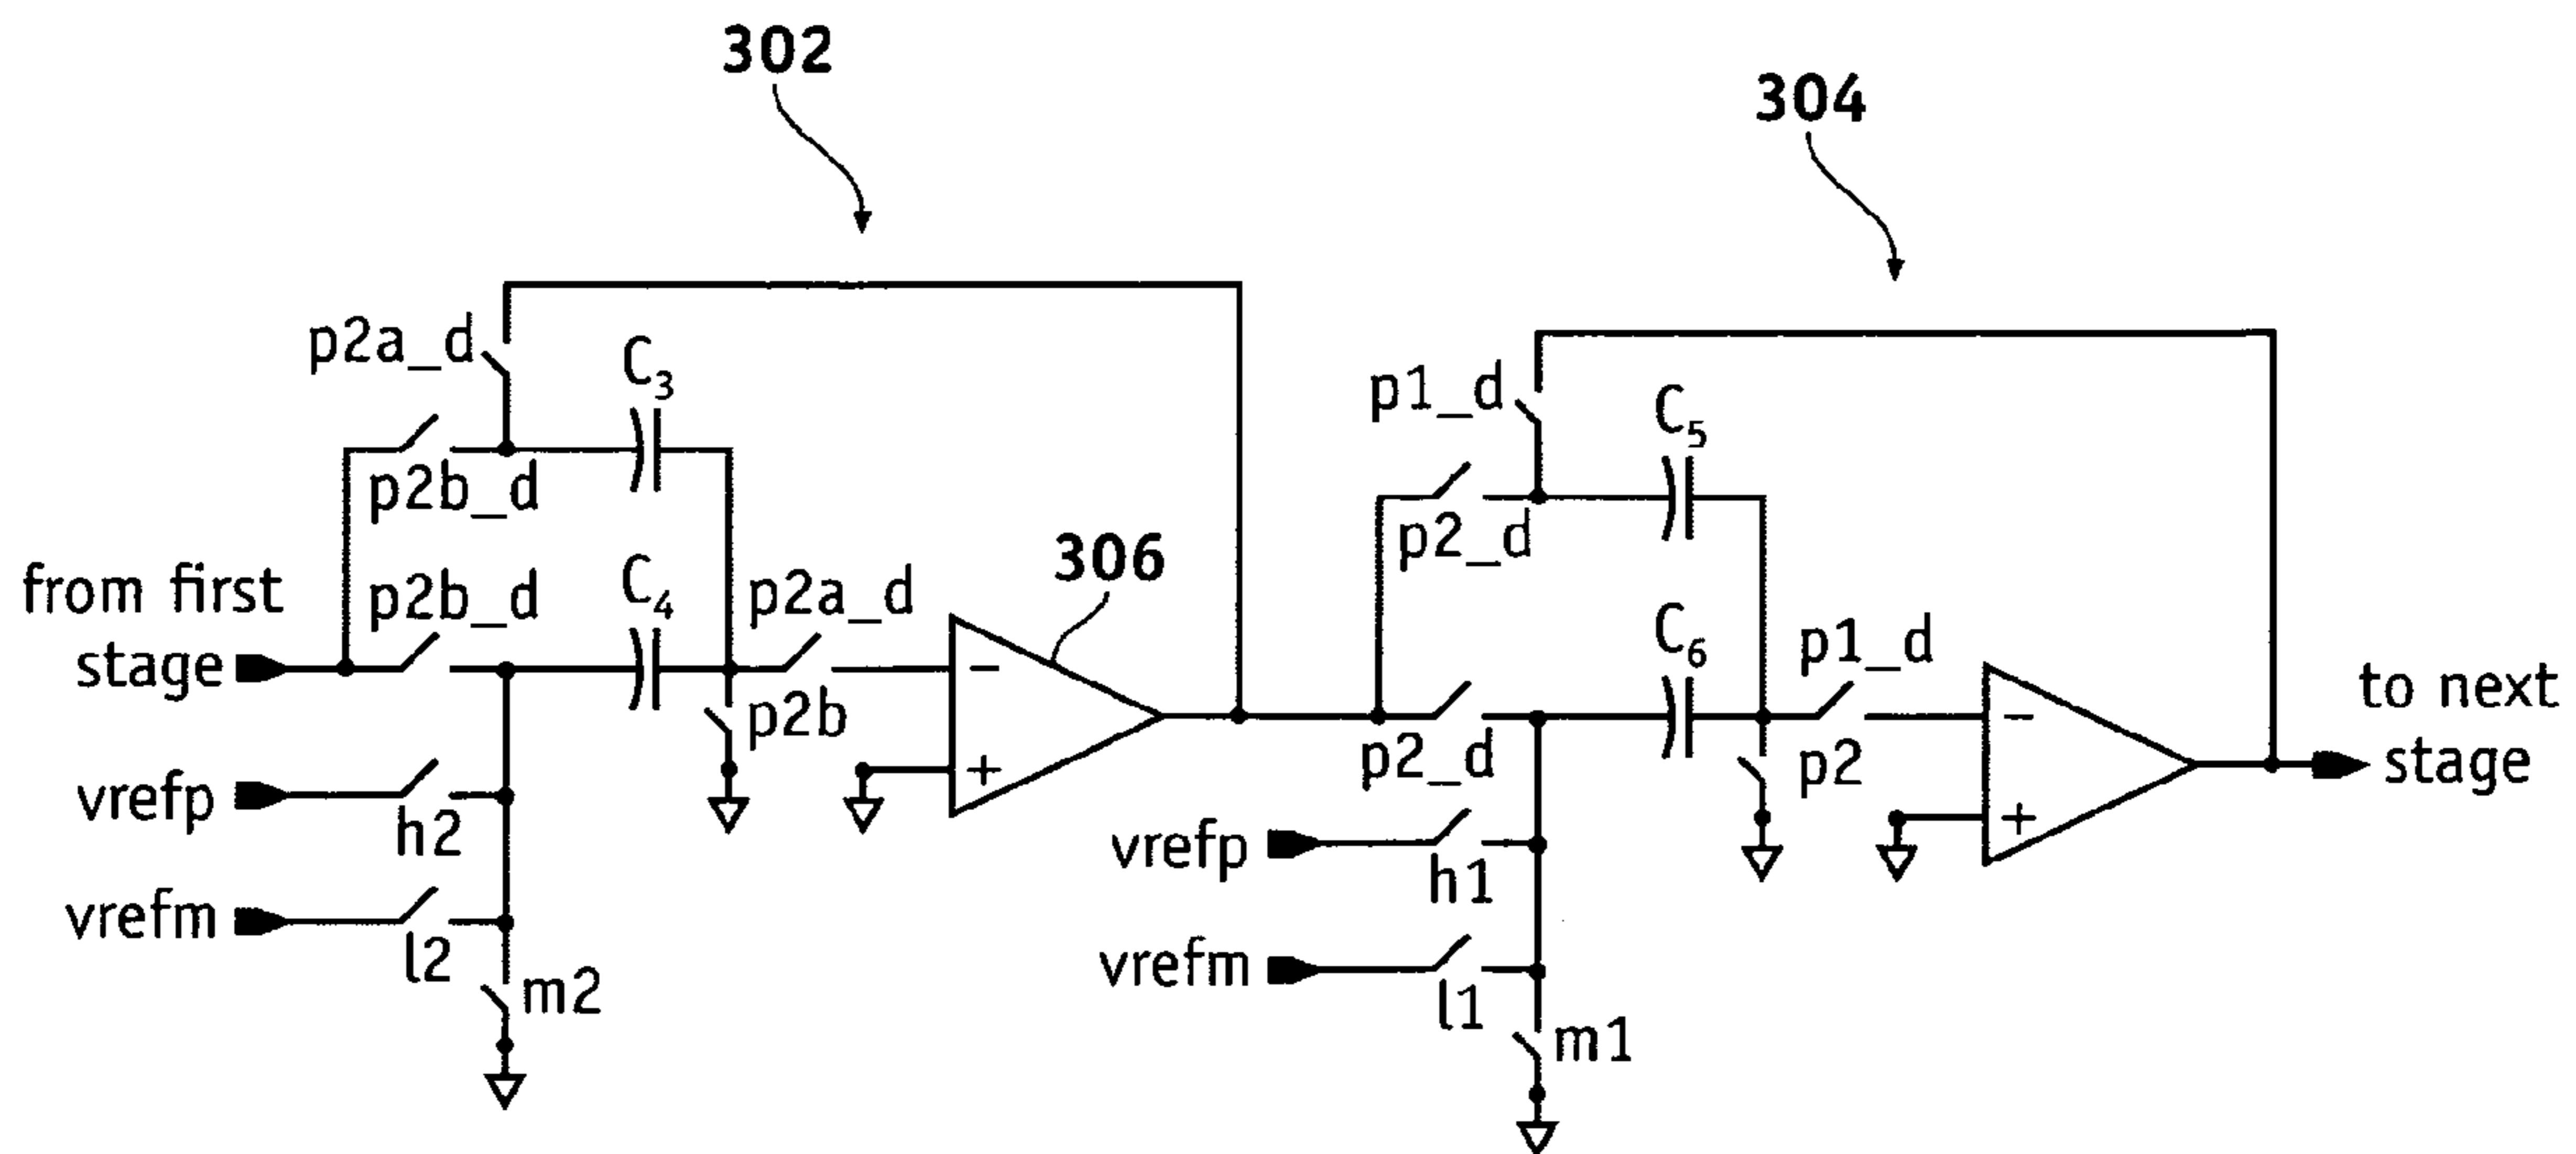 302
304
p2a_d
C3
p1_d
C5
p2b_d
p2_d
306
from first
stage
p2b_d
C4
p2a_d
C6
p1_d
p2b
p2_d
p2
to next
stage
vrefp
h2
vrefp
h1
vrefm
l2
vrefm
l1
m2
m1
−
+
−
+